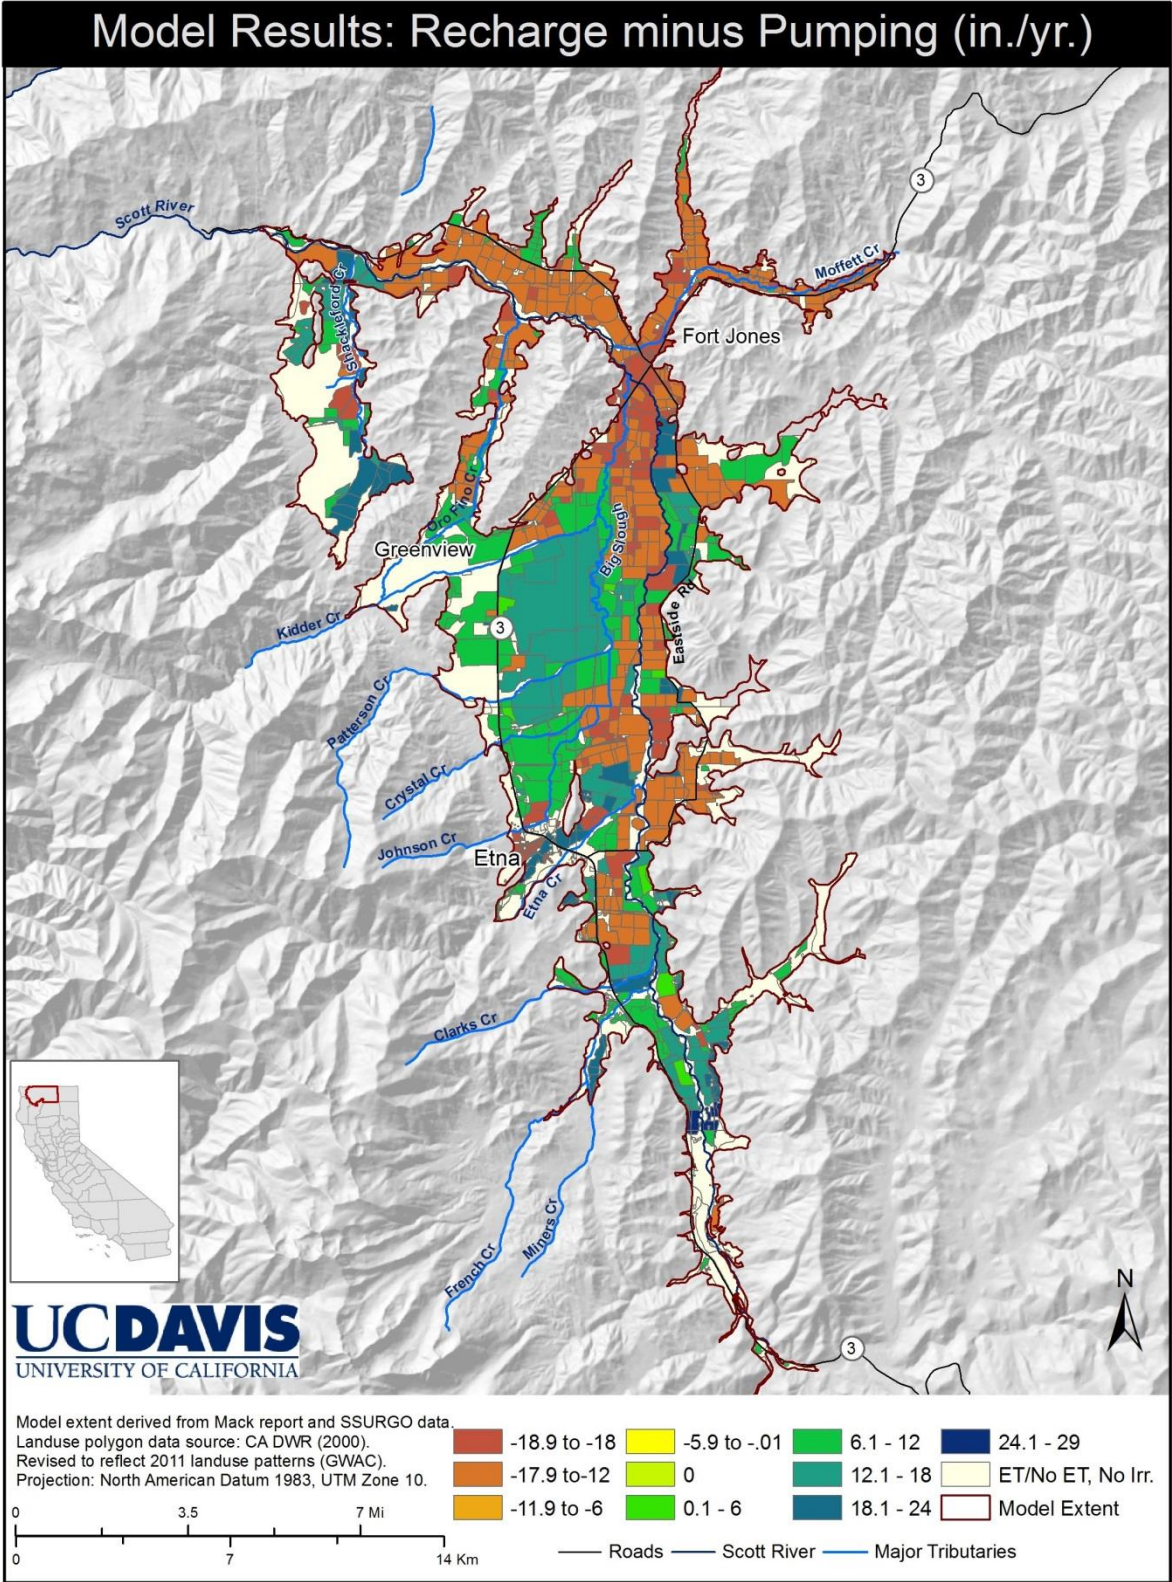 Model Results: Recharge minus Pumping (in./yr.)
3
Scott River
Moffett Cr
Shackleford Cr
Fort Jones
Oro Fino Cr
Big Slough
Greenview
Eastside Rd
Kidder Cr
3
Patterson Cr
Crystal Cr
Johnson Cr
Etna
Etna Cr
Clarks Cr
Miners Cr
French Cr
N
3
UCDAVIS
UNIVERSITY OF CALIFORNIA
Model extent derived from Mack report and SSURGO data.
Landuse polygon data source: CA DWR (2000).
Revised to reflect 2011 landuse patterns (GWAC).
Projection: North American Datum 1983, UTM Zone 10.
0 3.5 7 Mi
0 7 14 Km
-18.9 to -18
-17.9 to-12
-11.9 to -6
-5.9 to -.01
0
0.1 - 6
6.1 - 12
12.1 - 18
18.1 - 24
24.1 - 29
ET/No ET, No Irr.
Model Extent
Roads
Scott River
Major Tributaries